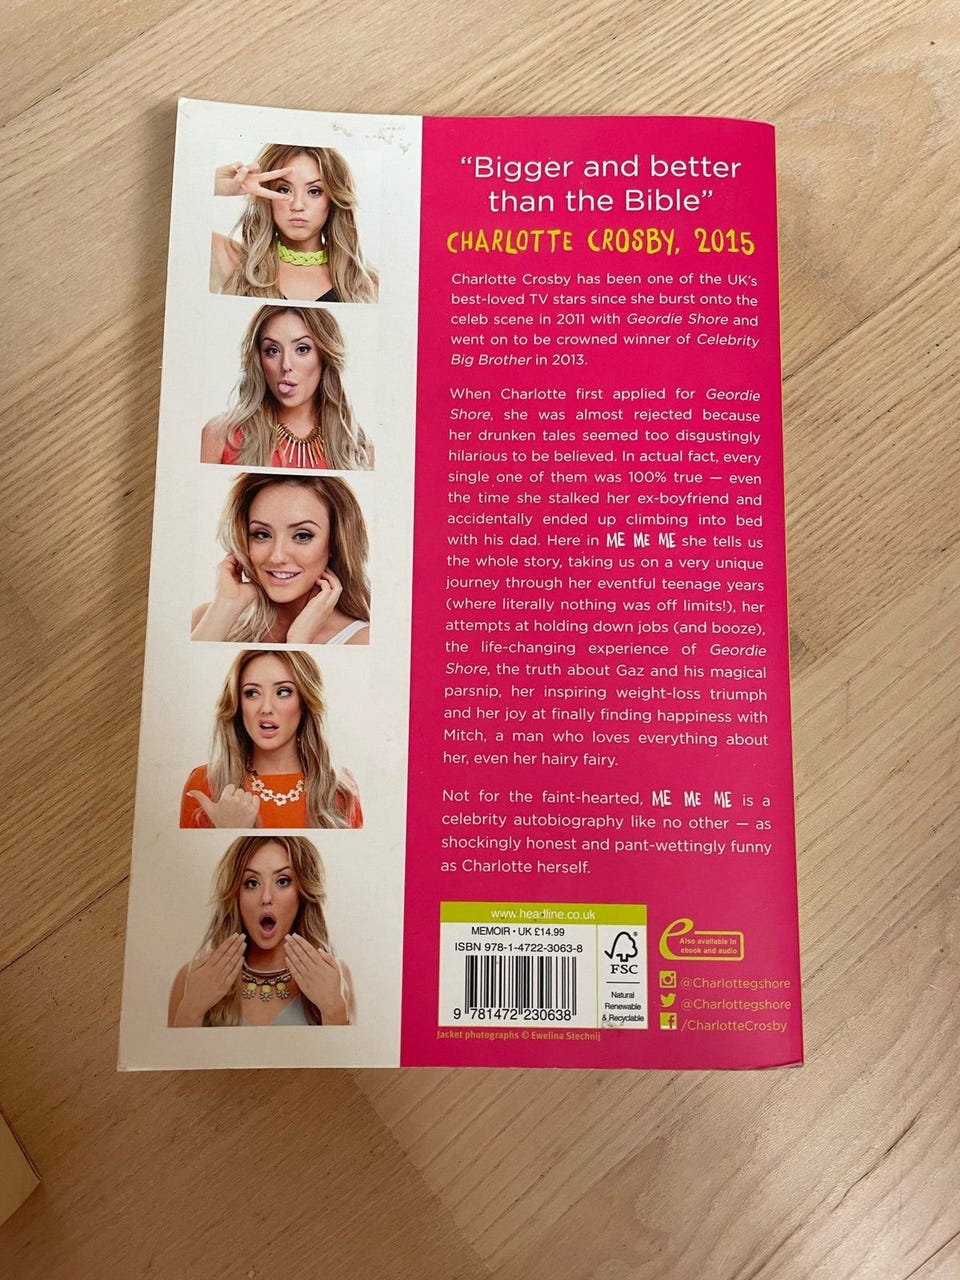 “Bigger and better
than the Bible”
CHARLOTTE CROSBY, 2015
Charlotte Crosby has been one of the UK’s
best-loved TV stars since she burst onto the
celeb scene in 2011 with Geordie Shore and
went on to be crowned winner of Celebrity
Big Brother in 2013.
When Charlotte first applied for Geordie
Shore, she was almost rejected because
her drunken tales seemed too disgustingly
hilarious to be believed. In actual fact, every
single one of them was 100% true — even
the time she stalked her ex-boyfriend and
accidentally ended up climbing into bed
with his dad. Here in ME ME ME she tells us
the whole story, taking us on a very unique
journey through her eventful teenage years
(where literally nothing was off limits!), her
attempts at holding down jobs (and booze),
the life-changing experience of Geordie
Shore, the truth about Gaz and his magical
parsnip, her inspiring weight-loss triumph
and her joy at finally finding happiness with
Mitch, a man who loves everything about
her, even her hairy fairy.
Not for the faint-hearted, ME ME ME is a
celebrity autobiography like no other — as
shockingly honest and pant-wettingly funny
as Charlotte herself.
www.headline.co.uk
MEMOIR • UK £14.99
ISBN 978-1-4722-3063-8
9 781472 230638
FSC
Natural
Renewable
& Recyclable
e
Also available in
ebook and audio
@Charlottegshore
@Charlottegshore
/CharlotteCrosby
Jacket photographs © Ewelina Stechnij